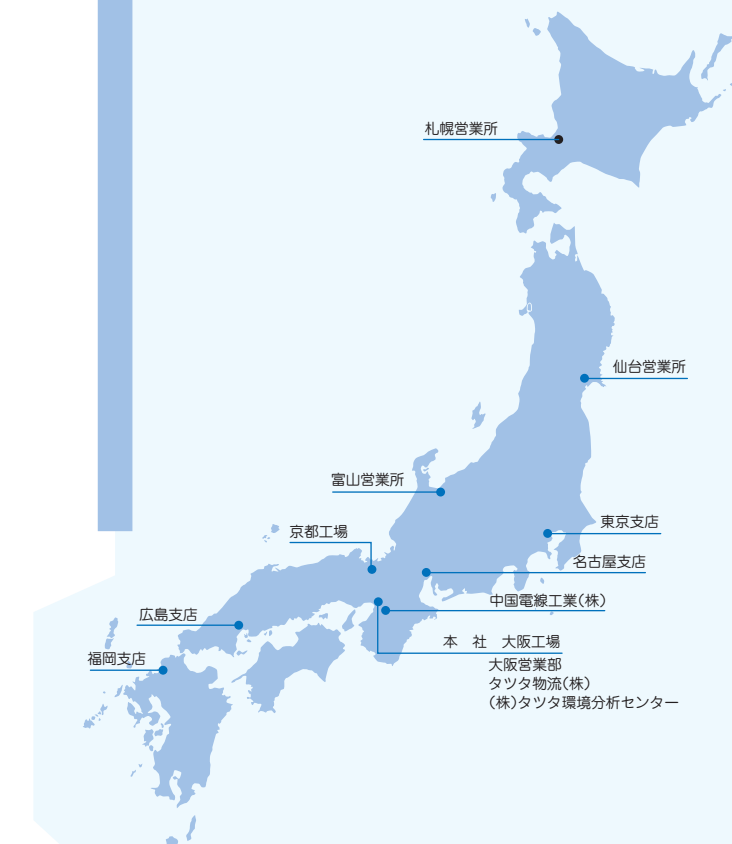 札幌営業所
仙台営業所
富山営業所
東京支店
京都工場
名古屋支店
中国電線工業(株)
広島支店
本　社　大阪工場
福岡支店
大阪営業部
タツタ物流(株)
(株)タツタ環境分析センター